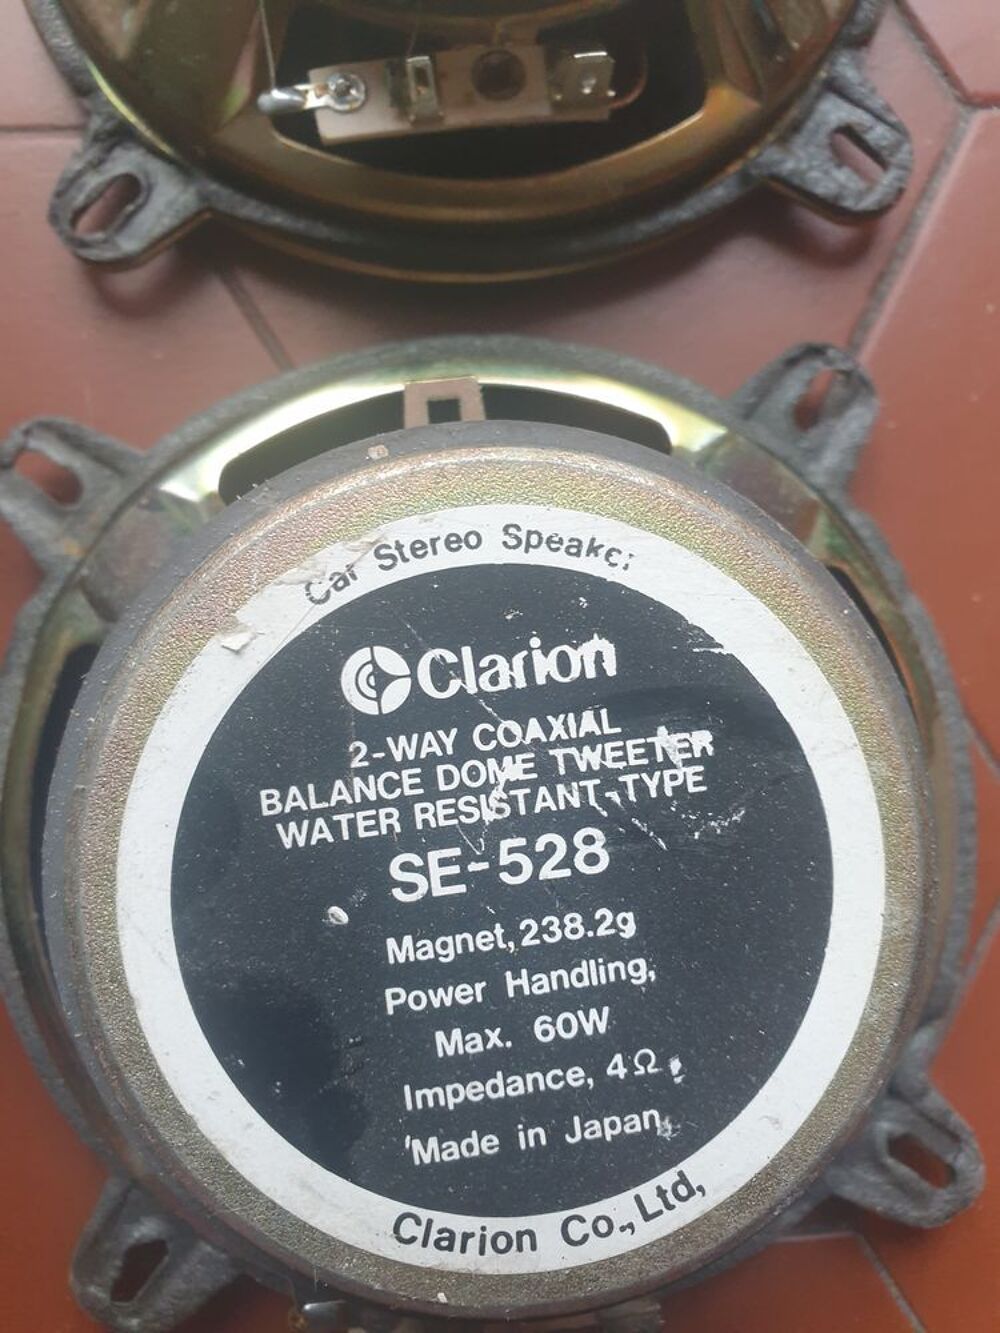 Car Stereo Speaker
Clarion
2-WAY COAXIAL
BALANCE DOME TWEETER
WATER RESISTANT-TYPE
SE-528
Magnet, 238.2g
Power Handling,
Max. 60W
Impedance, 4Ω
Made in Japan
Clarion Co., Ltd,